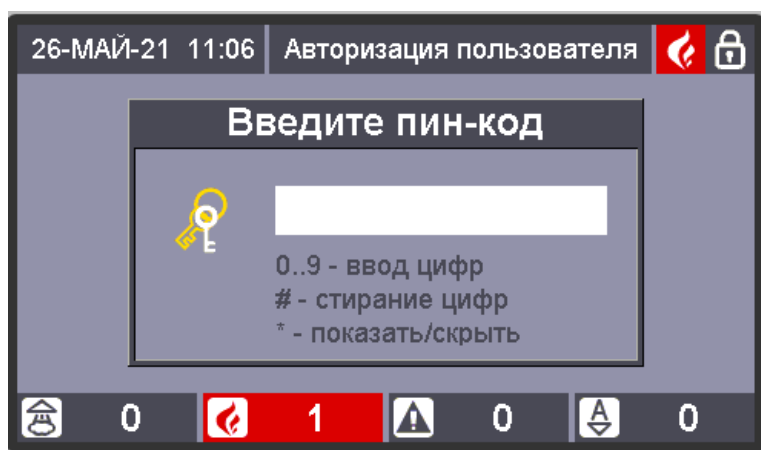 26-МАЙ-21 11:06 Авторизация пользователя
Введите пин-код
0..9 - ввод цифр
# - стирание цифр
* - показать/скрыть
0 1 0 A 0